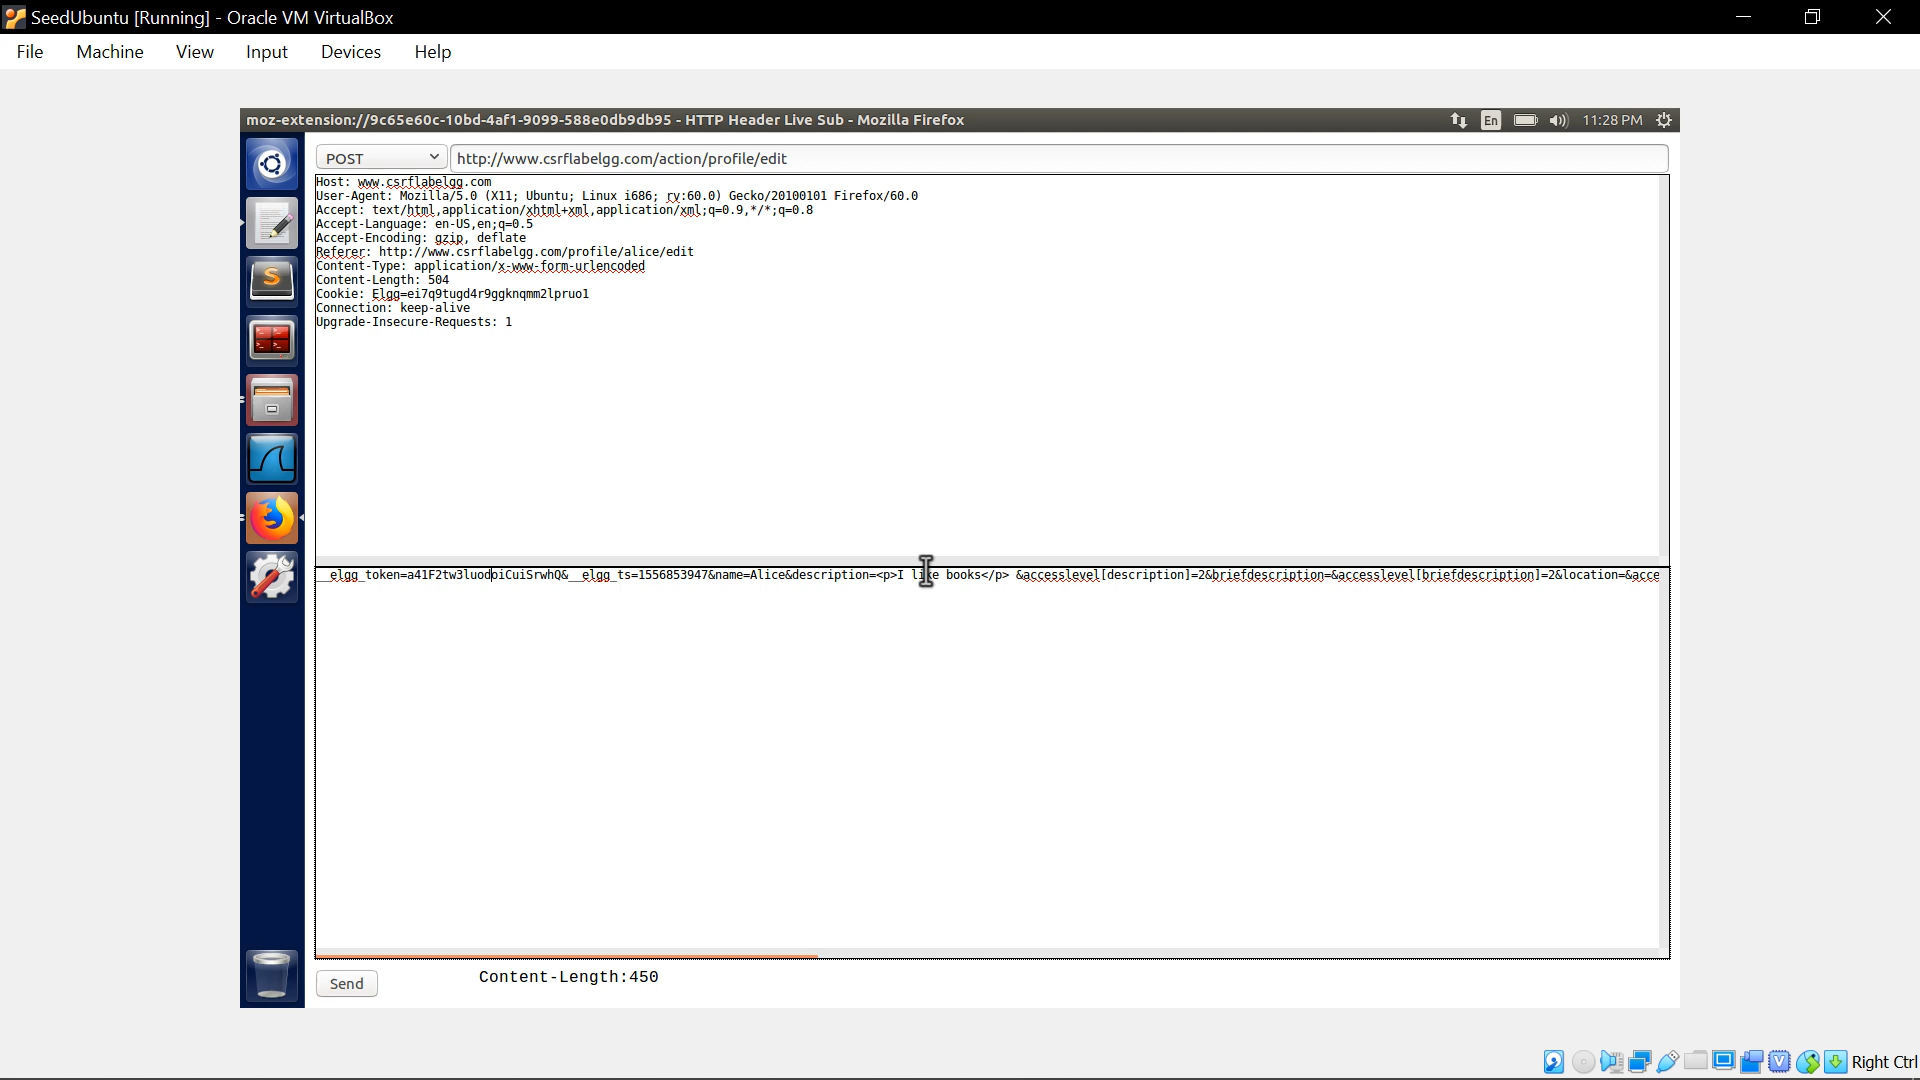 SeedUbuntu [Running] - Oracle VM VirtualBox
File Machine View Input Devices Help
moz-extension://9c65e60c-10bd-4af1-9099-588e0db9db95 - HTTP Header Live Sub - Mozilla Firefox
En 11:28 PM
POST http://www.csrflabelgg.com/action/profile/edit
Host: www.csrflabelgg.com
User-Agent: Mozilla/5.0 (X11; Ubuntu; Linux i686; rv:60.0) Gecko/20100101 Firefox/60.0
Accept: text/html,application/xhtml+xml,application/xml;q=0.9,*/*;q=0.8
Accept-Language: en-US,en;q=0.5
Accept-Encoding: gzip, deflate
Referer: http://www.csrflabelgg.com/profile/alice/edit
Content-Type: application/x-www-form-urlencoded
Content-Length: 504
Cookie: Elgg=ei7q9tugd4r9ggknqmm2lpruo1
Connection: keep-alive
Upgrade-Insecure-Requests: 1
__elgg_token=a41F2tw3luodoiCuiSrwhQ&__elgg_ts=1556853947&name=Alice&description=<p>I like books</p> &accesslevel[description]=2&briefdescription=&accesslevel[briefdescription]=2&location=&acce
Send Content-Length:450
Right Ctrl